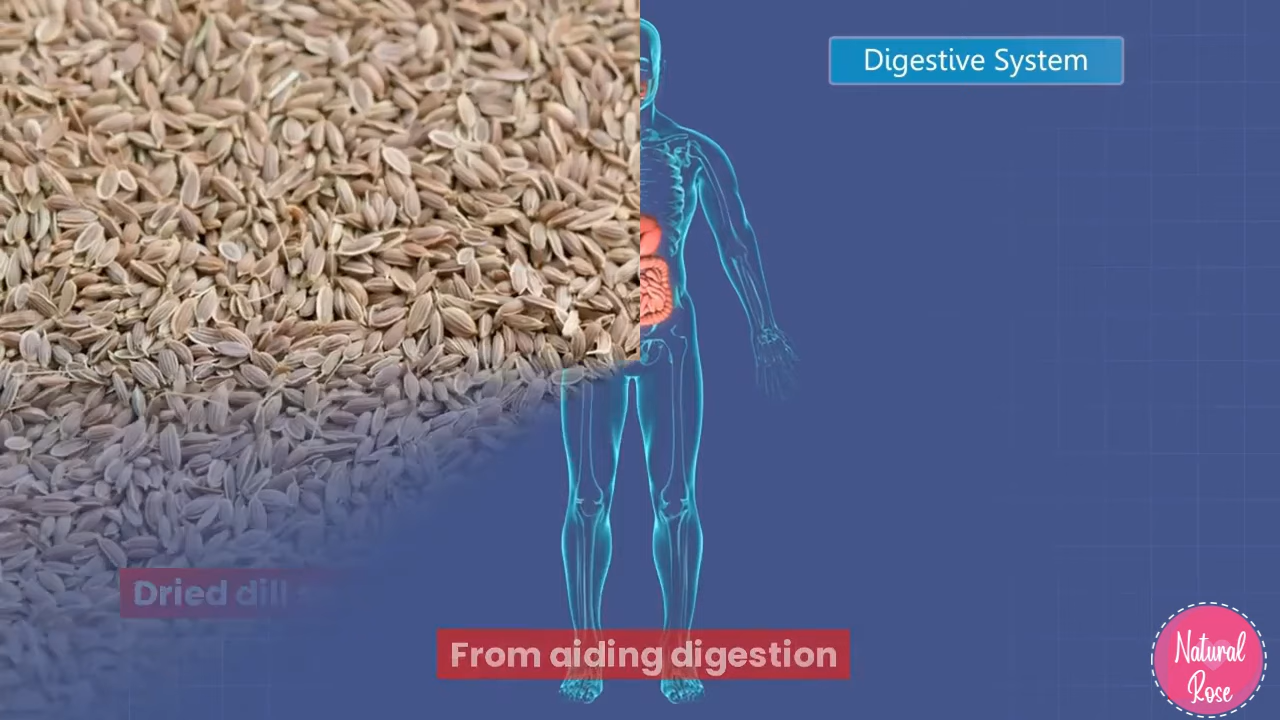 Digestive System
Dried dill
From aiding digestion
Natural
Rose